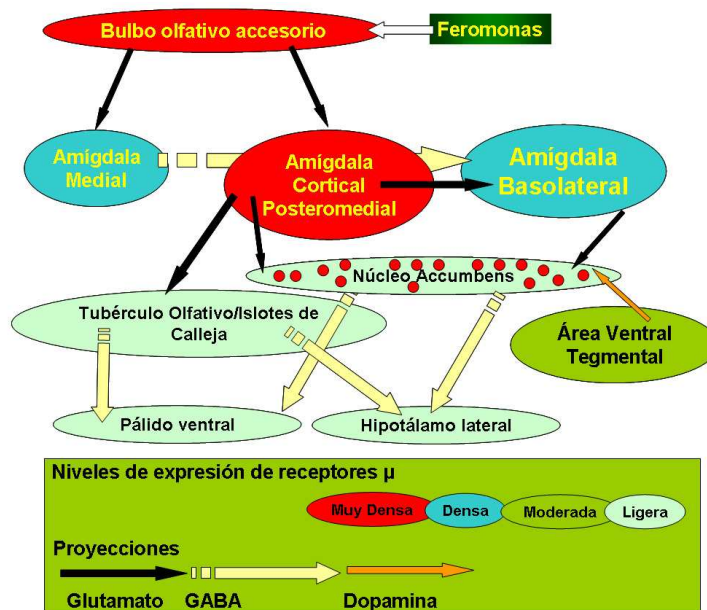 Bulbo olfativo accesorio
Feromonas
Amígdala
Medial
Amígdala
Cortical
Posteromedial
Amígdala
Basolateral
Núcleo Accumbens
Tubérculo Olfativo/Islotes de
Calleja
Área Ventral
Tegmental
Pálido ventral
Hipotálamo lateral
Niveles de expresión de receptores µ
Muy Densa
Densa
Moderada
Ligera
Proyecciones
Glutamato
GABA
Dopamina